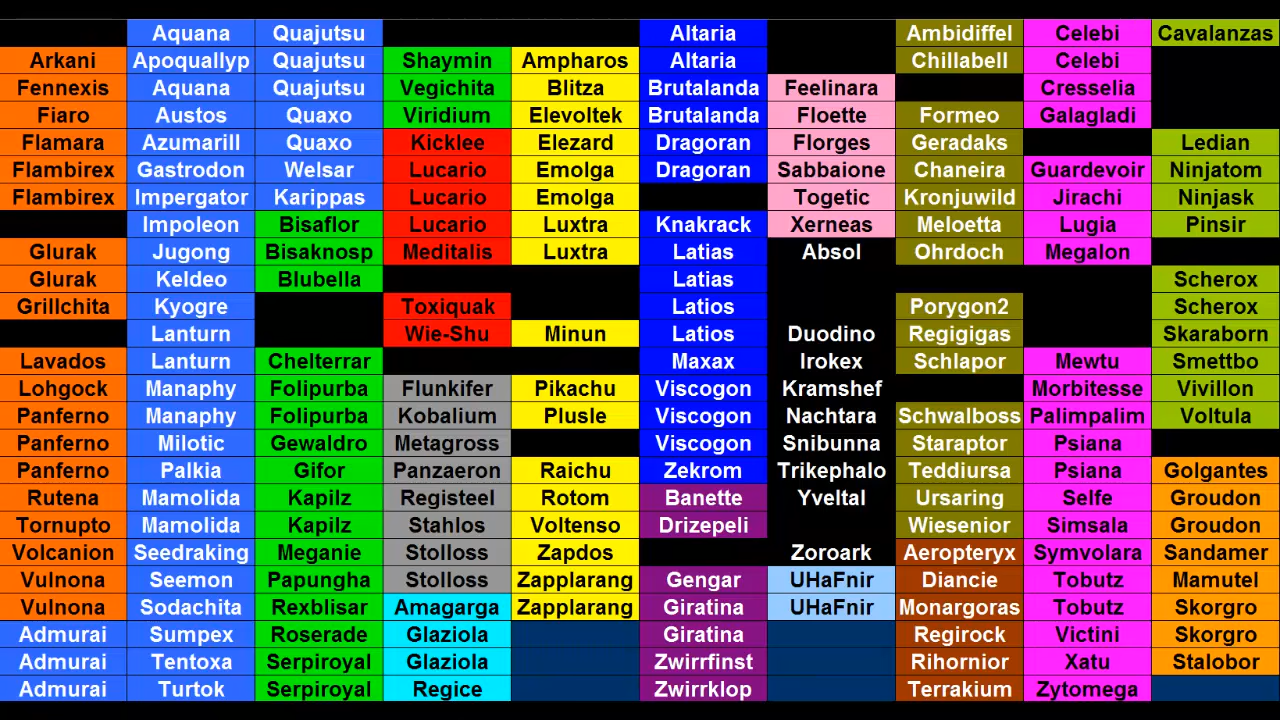 Aquana Quajutsu Altaria Ambidiffel Celebi Cavalanzas
Arkani Apoquallyp Quajutsu Shaymin Ampharos Altaria Chillabell Celebi
Fennexis Aquana Quajutsu Vegichita Blitza Brutalanda Feelinara Cresselia
Fiaro Austos Quaxo Viridium Elevoltek Brutalanda Floette Formeo Galagladi
Flamara Azumarill Quaxo Kicklee Elezard Dragoran Florges Geradaks Ledian
Flambirex Gastrodon Welsar Lucario Emolga Dragoran Sabbaione Chaneira Guardevoir Ninjatom
Flambirex Impergator Karippas Lucario Emolga Togetic Kronjuwild Jirachi Ninjask
Impoleon Bisaflor Lucario Luxtra Knakrack Xerneas Meloetta Lugia Pinsir
Glurak Jugong Bisaknosp Meditalis Luxtra Latias Absol Ohrdoch Megalon
Glurak Keldeo Blubella Latias Scherox
Grillchita Kyogre Toxiquak Latios Porygon2 Scherox
Lanturn Wie-Shu Minun Latios Duodino Regigigas Skaraborn
Lavados Lanturn Chelterrar Maxax Irokex Schlapor Mewtu Smettbo
Lohgock Manaphy Folipurba Flunkifer Pikachu Viscogon Kramshef Morbitesse Vivillon
Panferno Manaphy Folipurba Kobalium Plusle Viscogon Nachtara Schwalboss Palimpalim Voltula
Panferno Milotic Gewaldro Metagross Viscogon Snibunna Staraptor Psiana
Panferno Palkia Gifor Panzaeron Raichu Zekrom Trikephalo Teddiursa Psiana Golgantes
Rutena Mamolida Kapilz Registeel Rotom Banette Yveltal Ursaring Selfe Groudon
Tornupto Mamolida Kapilz Stahlos Voltenso Drizepeli Wiesenior Simsala Groudon
Volcanion Seedraking Meganie Stolloss Zapdos Zoroark Aeropteryx Symvolara Sandamer
Vulnona Seemon Papungha Stolloss Zapplarang Gengar UHaFnir Diancie Tobutz Mamutel
Vulnona Sodachita Rexblisar Amagarga Zapplarang Giratina UHaFnir Monargoras Tobutz Skorgro
Admurai Sumpex Roserade Glaziola Giratina Regirock Victini Skorgro
Admurai Tentoxa Serpiroyal Glaziola Zwirrfinst Rihornior Xatu Stalobor
Admurai Turtok Serpiroyal Regice Zwirrklop Terrakium Zytomega